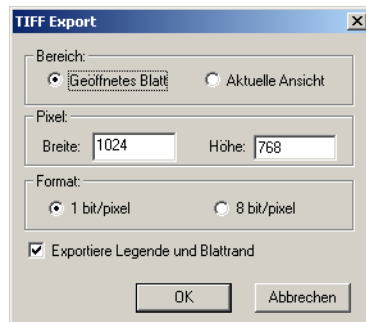 TIFF Export
Bereich:
Geöffnetes Blatt
Aktuelle Ansicht
Pixel:
Breite: 1024
Höhe: 768
Format:
1 bit/pixel
8 bit/pixel
Exportiere Legende und Blattrand
OK
Abbrechen